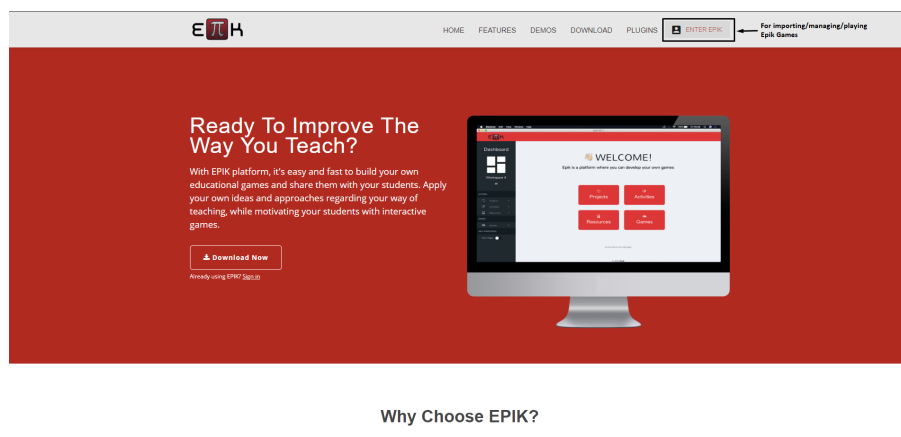 EπK
HOME FEATURES DEMOS DOWNLOAD PLUGINS ENTER EPIK
For importing/managing/playing
Epik Games
Ready To Improve The
Way You Teach?
With EPIK platform, it's easy and fast to build your own
educational games and share them with your students. Apply
your own ideas and approaches regarding your way of
teaching, while motivating your students with interactive
games.
Download Now
Already using EPIK? Sign in
Dashboard
WELCOME!
Epik is a platform where you can develop your own games
Projects Activities
Resources Games
Why Choose EPIK?